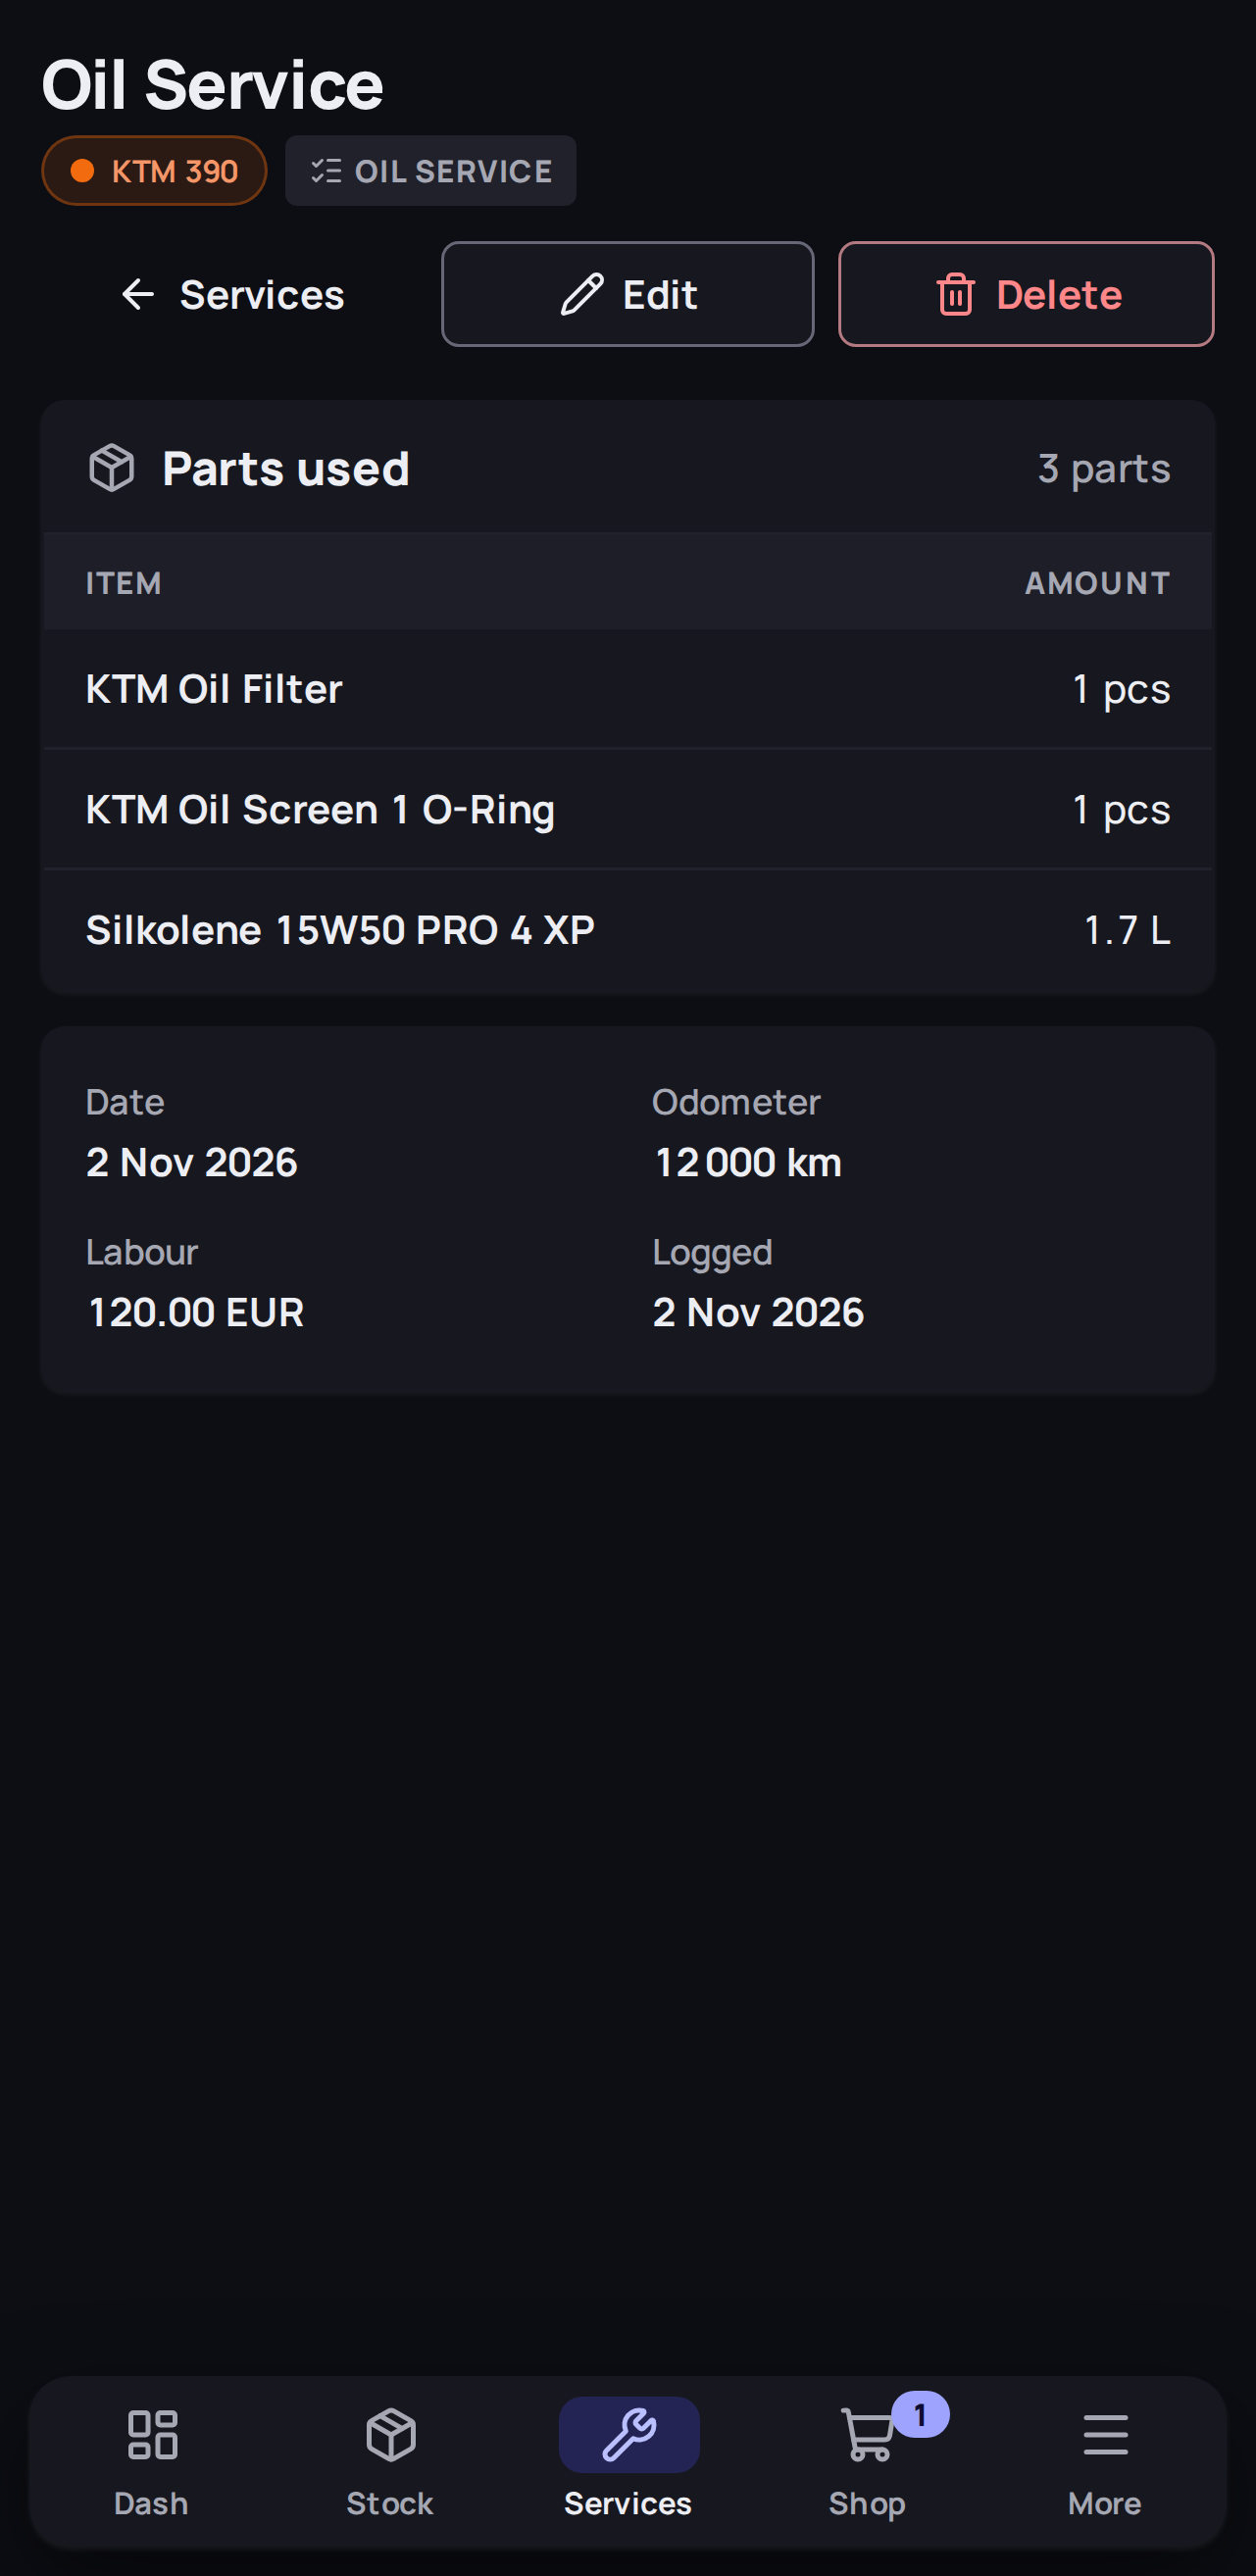 Oil Service
KTM 390 OIL SERVICE
Services Edit Delete
Parts used 3 parts
ITEM AMOUNT
KTM Oil Filter 1 pcs
KTM Oil Screen 1 O-Ring 1 pcs
Silkolene 15W50 PRO 4 XP 1.7 L
Date Odometer
2 Nov 2026 12 000 km
Labour Logged
120.00 EUR 2 Nov 2026
1
Dash Stock Services Shop More